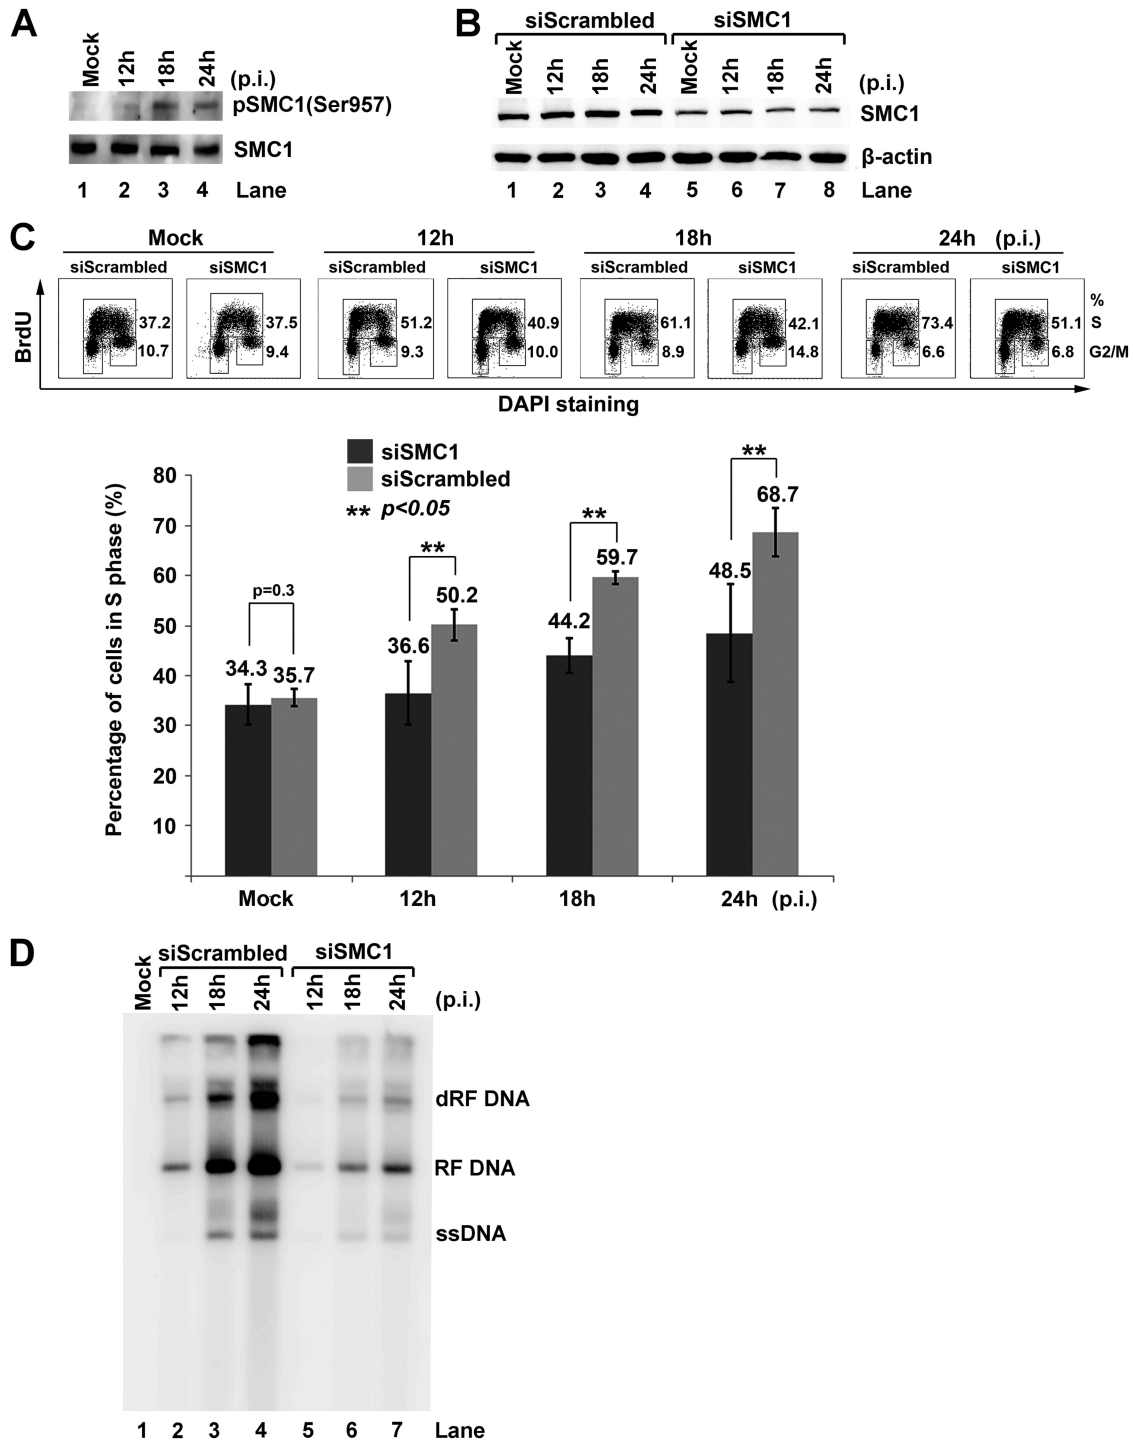 A
Mock 12h 18h 24h (p.i.)
pSMC1(Ser957)
SMC1
1 2 3 4 Lane
B
siScrambled siSMC1
Mock 12h 18h 24h Mock 12h 18h 24h (p.i.)
SMC1
β-actin
1 2 3 4 5 6 7 8 Lane
C
Mock 12h 18h 24h (p.i.)
siScrambled siSMC1 siScrambled siSMC1 siScrambled siSMC1 siScrambled siSMC1
%
37.2 37.5 51.2 40.9 61.1 42.1 73.4 51.1 S
10.7 9.4 9.3 10.0 8.9 14.8 6.6 6.8 G2/M
BrdU
DAPI staining
siSMC1
siScrambled
** p<0.05
Percentage of cells in S phase (%)
80
70
60
50
40
30
20
10
p=0.3
34.3 35.7
**
36.6 50.2
**
44.2 59.7
**
48.5 68.7
Mock 12h 18h 24h (p.i.)
D
siScrambled siSMC1
Mock 12h 18h 24h 12h 18h 24h (p.i.)
dRF DNA
RF DNA
ssDNA
1 2 3 4 5 6 7 Lane